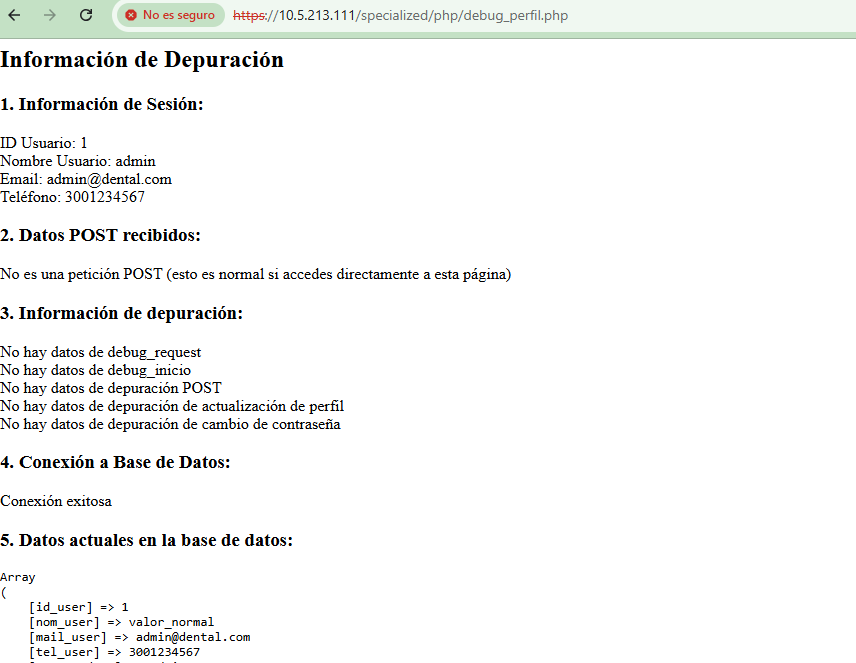 No es seguro https://10.5.213.111/specialized/php/debug_perfil.php
Información de Depuración
1. Información de Sesión:
ID Usuario: 1
Nombre Usuario: admin
Email: admin@dental.com
Teléfono: 3001234567
2. Datos POST recibidos:
No es una petición POST (esto es normal si accedes directamente a esta página)
3. Información de depuración:
No hay datos de debug_request
No hay datos de debug_inicio
No hay datos de depuración POST
No hay datos de depuración de actualización de perfil
No hay datos de depuración de cambio de contraseña
4. Conexión a Base de Datos:
Conexión exitosa
5. Datos actuales en la base de datos:
Array
(
[id_user] => 1
[nom_user] => valor_normal
[mail_user] => admin@dental.com
[tel_user] => 3001234567